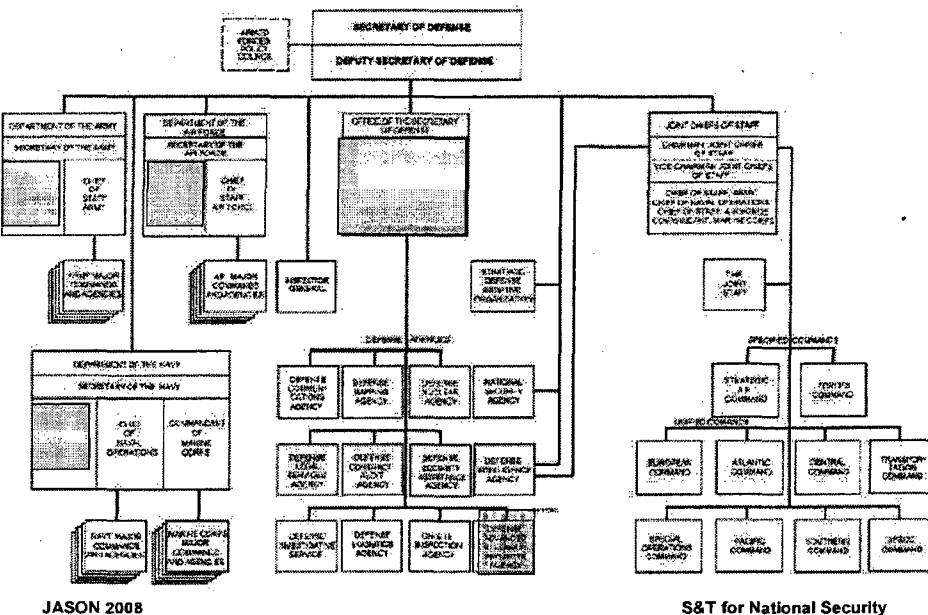 ARMED
FORCES
POLICY
COUNCIL
SECRETARY OF DEFENSE
DEPUTY SECRETARY OF DEFENSE
DEPARTMENT OF THE ARMY
SECRETARY OF THE ARMY
CHIEF
OF
STAFF
ARMY
DEPARTMENT OF THE
AIR FORCE
SECRETARY OF THE
AIR FORCE
CHIEF
OF
STAFF
AIR FORCE
OFFICE OF THE SECRETARY
OF DEFENSE
JOINT CHIEFS OF STAFF
CHAIRMAN JOINT CHIEFS
OF STAFF
VICE CHAIRMAN JOINT CHIEFS
OF STAFF
CHIEF OF STAFF, ARMY
CHIEF OF NAVAL OPERATIONS
CHIEF OF STAFF, AIR FORCE
COMMANDANT, MARINE CORPS
MAJOR
COMMANDS
AND AGENCIES
AF MAJOR
COMMANDS
AND AGENCIES
INSPECTOR
GENERAL
STRATEGIC
DEFENSE
INITIATIVE
ORGANIZATION
THE
JOINT
STAFF
DEPARTMENT OF THE NAVY
SECRETARY OF THE NAVY
CHIEF
OF
NAVAL
OPERATIONS
COMMANDANT
OF
MARINE
CORPS
NAVY MAJOR
COMMANDS
AND AGENCIES
MARINE CORPS
MAJOR
COMMANDS
AND AGENCIES
DEFENSE AGENCIES
DEFENSE
COMMUNI-
CATIONS
AGENCY
DEFENSE
MAPPING
AGENCY
DEFENSE
NUCLEAR
AGENCY
NATIONAL
SECURITY
AGENCY
DEFENSE
LEGAL
SERVICES
AGENCY
DEFENSE
CONTRACT
AUDIT
AGENCY
DEFENSE
SECURITY
ASSISTANCE
AGENCY
DEFENSE
INTELLIGENCE
AGENCY
DEFENSE
INVESTIGATIVE
SERVICE
DEFENSE
LOGISTICS
AGENCY
ON-SITE
INSPECTION
AGENCY
DEFENSE
ADVANCED
RESEARCH
PROJECTS
AGENCY
SPECIFIED COMMANDS
STRATEGIC
AIR
COMMAND
FORCES
COMMAND
UNIFIED COMMANDS
EUROPEAN
COMMAND
ATLANTIC
COMMAND
CENTRAL
COMMAND
TRANSPOR-
TATION
COMMAND
SPECIAL
OPERATIONS
COMMAND
PACIFIC
COMMAND
SOUTHERN
COMMAND
SPACE
COMMAND
JASON 2008
S&T for National Security